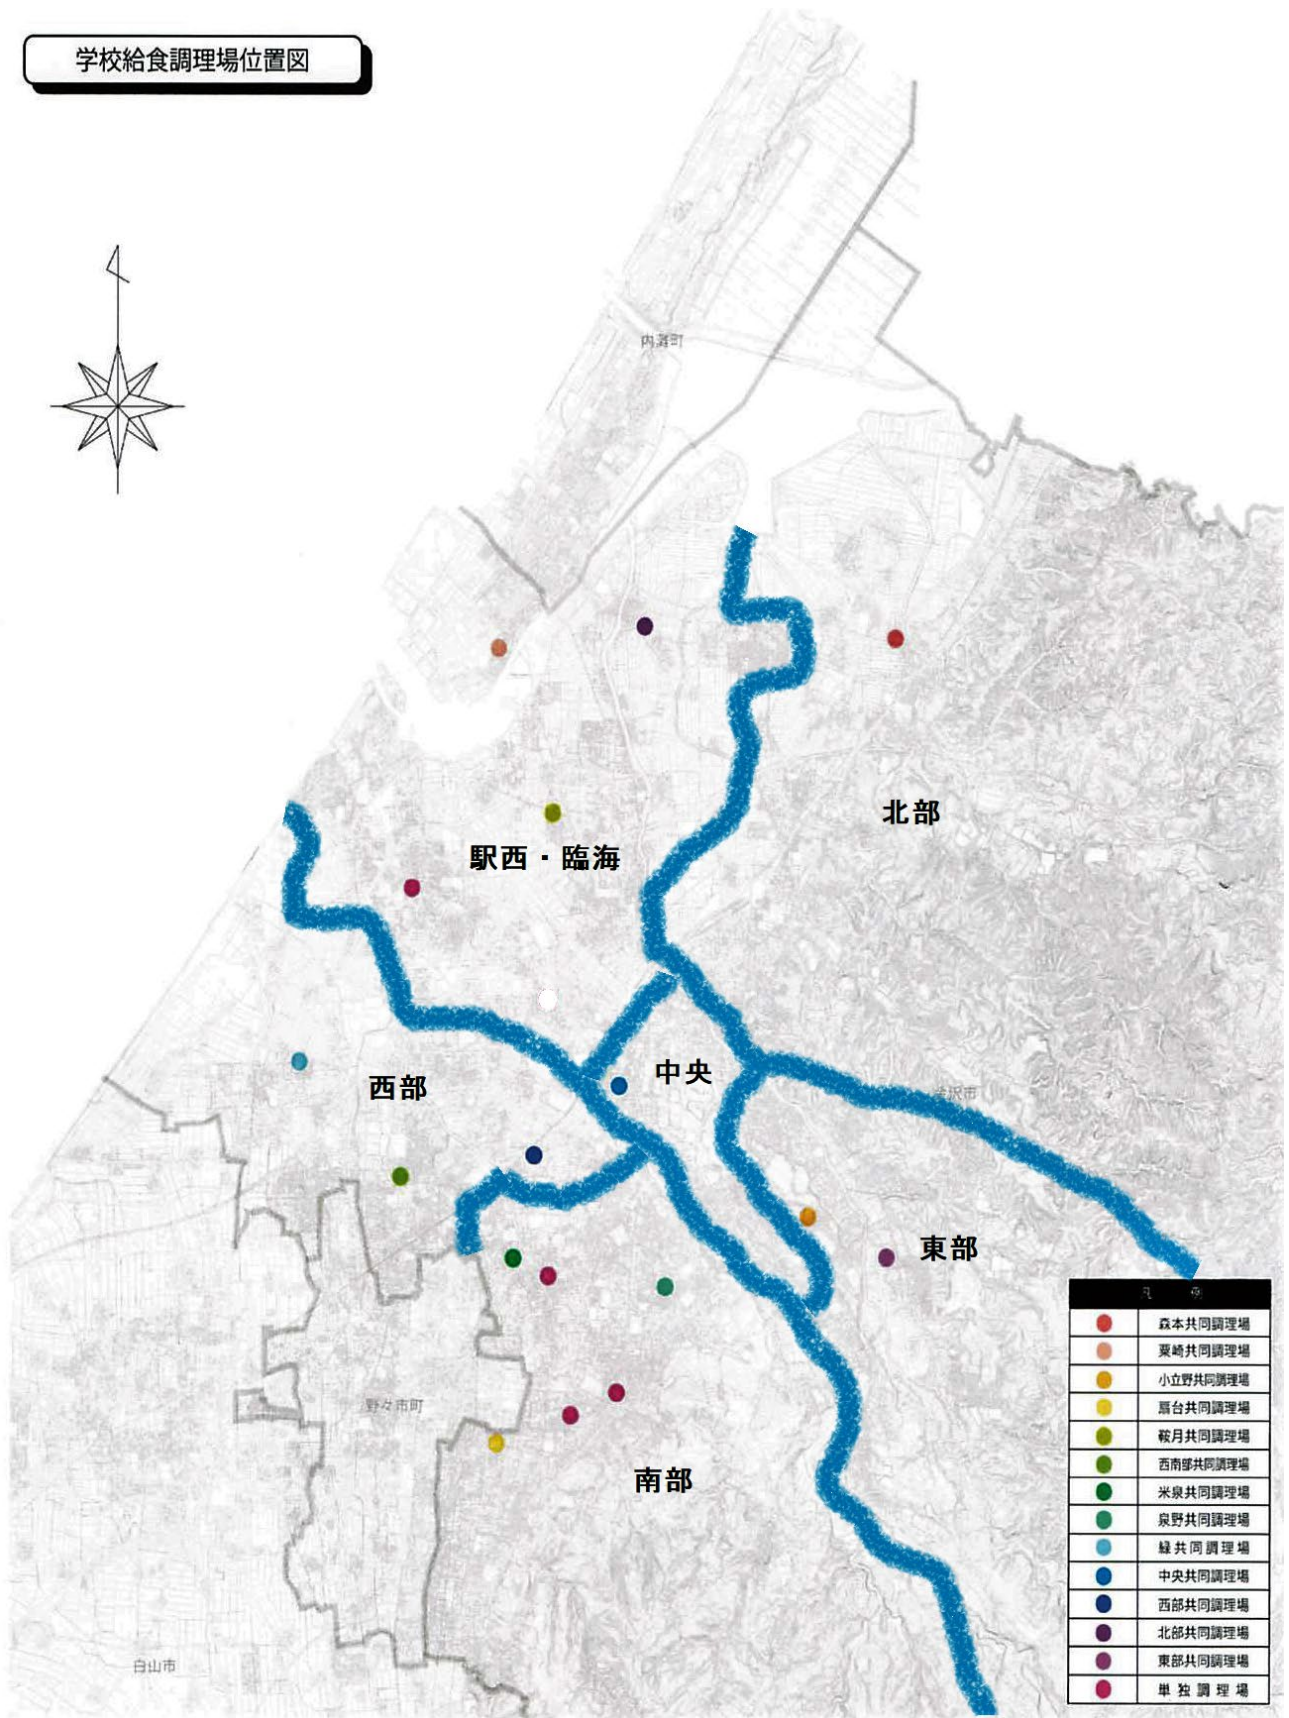 学校給食調理場位置図
内灘町
北部
駅西・臨海
中央
西部
金沢市
東部
野々市町
南部
白山市
凡 例
森本共同調理場
粟崎共同調理場
小立野共同調理場
扇台共同調理場
鞍月共同調理場
西南部共同調理場
米泉共同調理場
泉野共同調理場
緑共同調理場
中央共同調理場
西部共同調理場
北部共同調理場
東部共同調理場
単独調理場